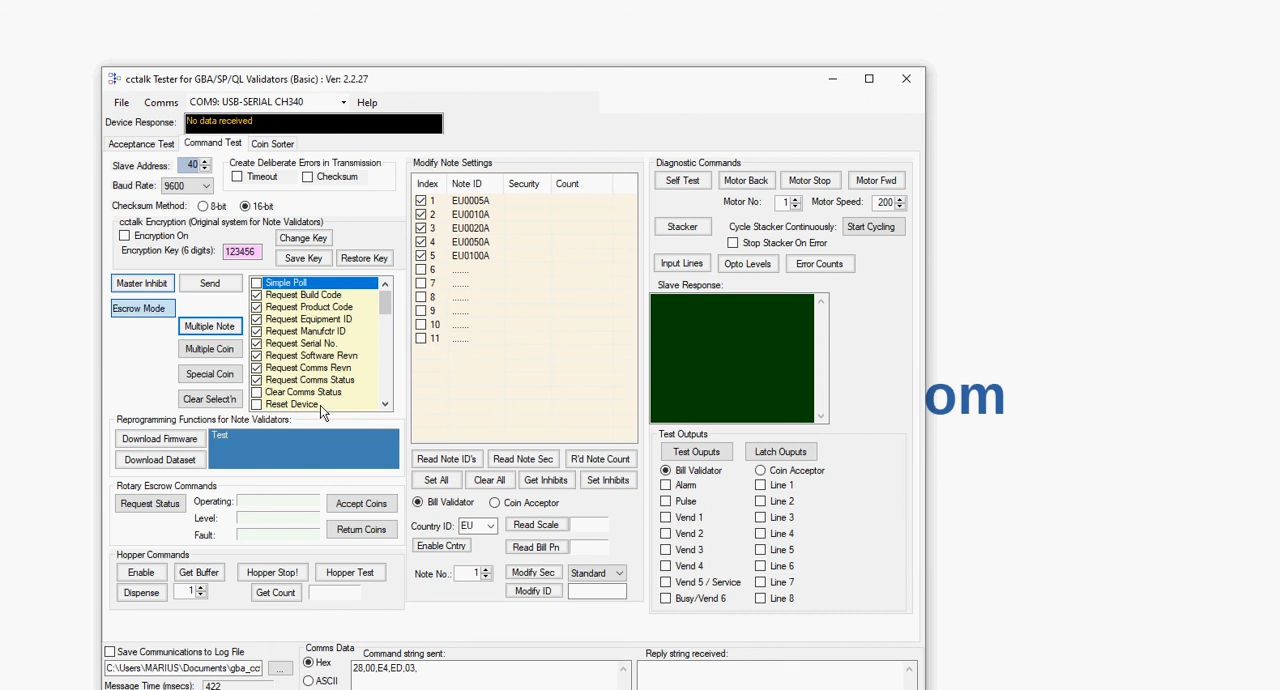 cctalk Tester for GBA/SP/QL Validators (Basic) : Ver: 2.2.27
File Comms COM9: USB-SERIAL CH340 Help
Device Response: No data received
Acceptance Test Command Test Coin Sorter
Slave Address: 40
Baud Rate: 9600
Create Deliberate Errors in Transmission
Timeout Checksum
Checksum Method: 8-bit 16-bit
cctalk Encryption (Original system for Note Validators)
Encryption On
Encryption Key (6 digits): 123456
Change Key
Save Key Restore Key
Master Inhibit Send
Escrow Mode
Multiple Note
Multiple Coin
Special Coin
Clear Select'n
Simple Poll
Request Build Code
Request Product Code
Request Equipment ID
Request Manufctr ID
Request Serial No.
Request Software Revn
Request Comms Revn
Request Comms Status
Clear Comms Status
Reset Device
Reprogramming Functions for Note Validators:
Download Firmware Test
Download Dataset
Rotary Escrow Commands
Request Status Operating: Accept Coins
Level:
Fault: Return Coins
Hopper Commands
Enable Get Buffer Hopper Stop! Hopper Test
Dispense 1 Get Count
Modify Note Settings
Index Note ID Security Count
1 EU0005A
2 EU0010A
3 EU0020A
4 EU0050A
5 EU0100A
6 .......
7 .......
8 .......
9 .......
10 .......
11 .......
Read Note ID's Read Note Sec R'd Note Count
Set All Clear All Get Inhibits Set Inhibits
Bill Validator Coin Acceptor
Country ID: EU Read Scale
Enable Cntry Read Bill Pn
Note No.: 1 Modify Sec Standard
Modify ID
Diagnostic Commands
Self Test Motor Back Motor Stop Motor Fwd
Motor No: 1 Motor Speed: 200
Stacker Cycle Stacker Continuously: Start Cycling
Stop Stacker On Error
Input Lines Opto Levels Error Counts
Slave Response:
om
Test Outputs
Test Ouputs Latch Ouputs
Bill Validator Coin Acceptor
Alarm Line 1
Pulse Line 2
Vend 1 Line 3
Vend 2 Line 4
Vend 3 Line 5
Vend 4 Line 6
Vend 5 / Service Line 7
Busy/Vend 6 Line 8
Save Communications to Log File
C:\Users\MARIUS\Documents\gba_cc ...
Message Time (msecs): 422
Comms Data
Hex
ASCII
Command string sent:
28,00,E4,ED,03,
Reply string received: